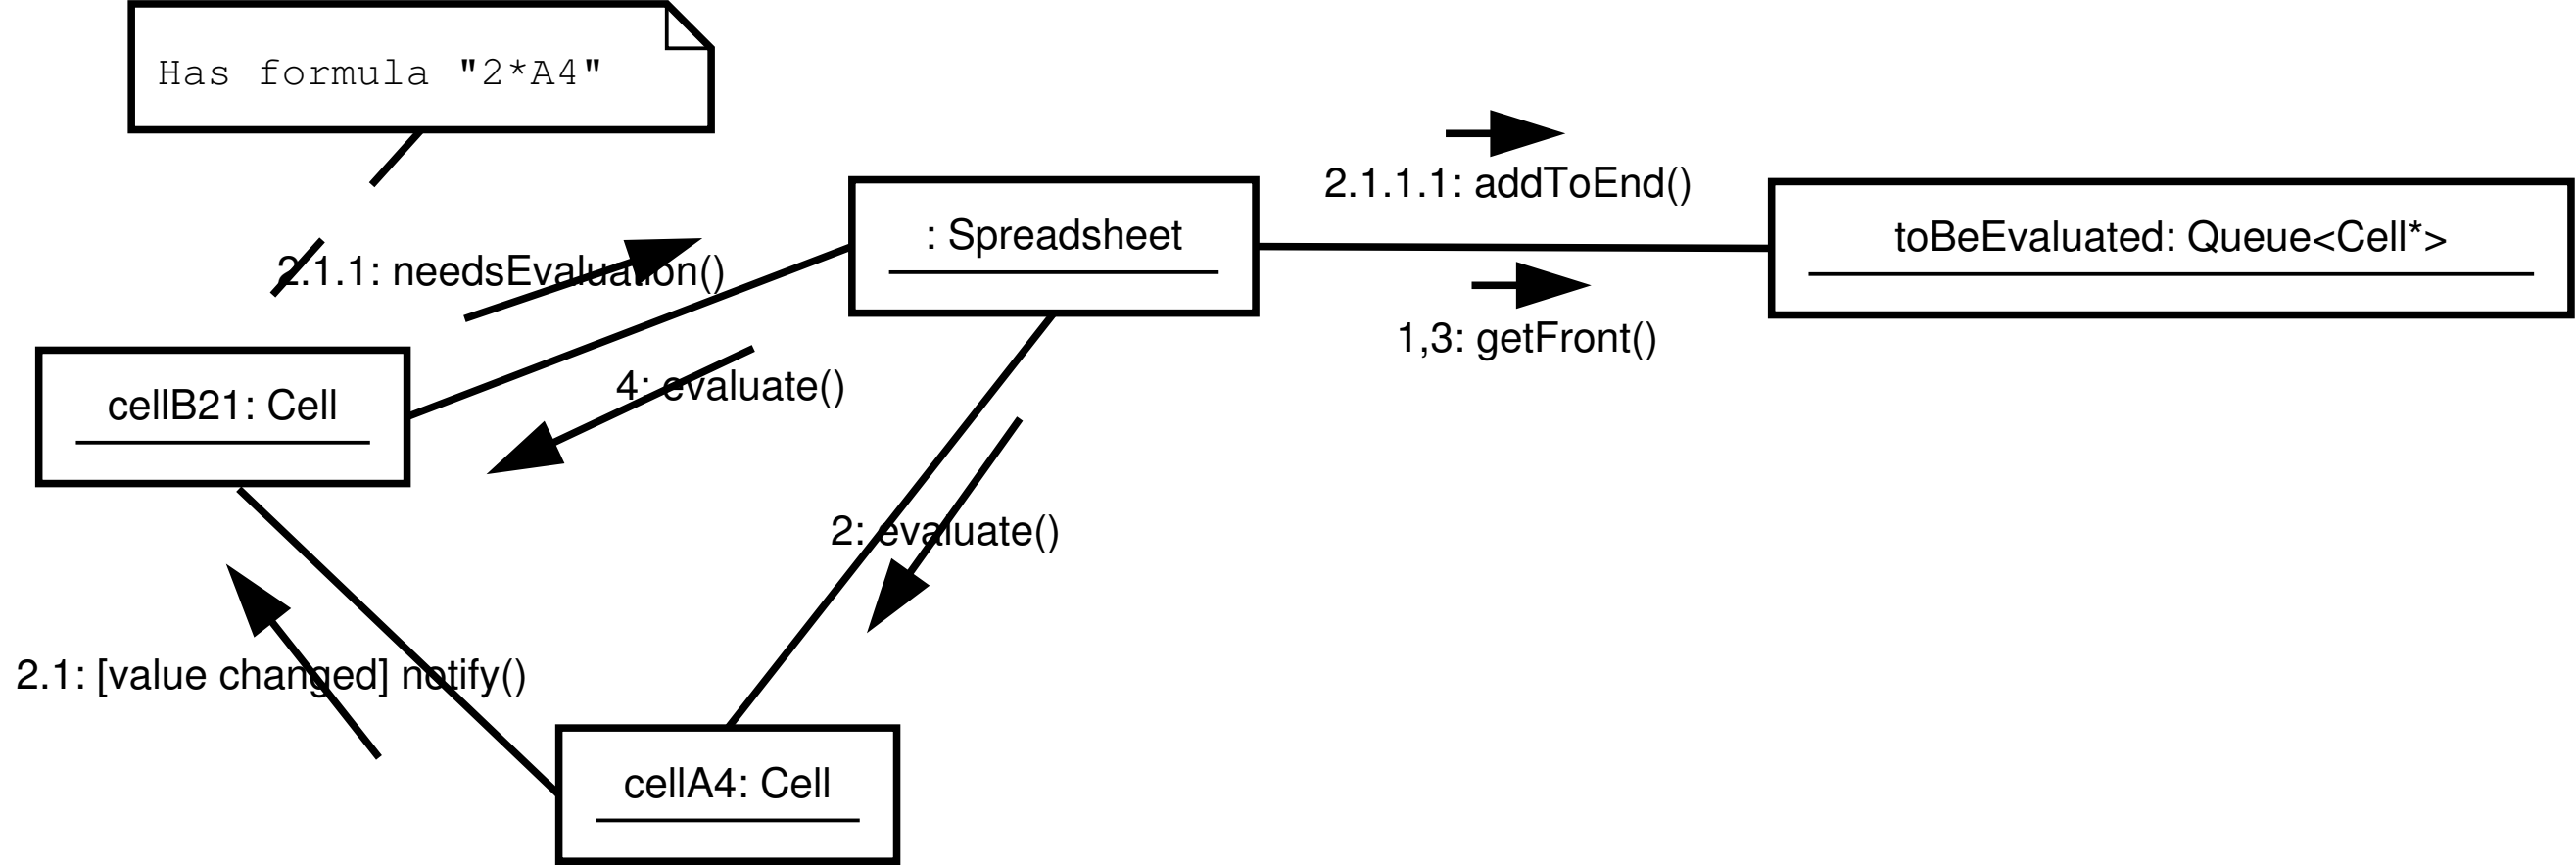 Has formula "2*A4"
2.1.1.1: addToEnd()
: Spreadsheet
toBeEvaluated: Queue<Cell*>
2.1.1: needsEvaluation()
1,3: getFront()
4: evaluate()
cellB21: Cell
2: evaluate()
2.1: [value changed] notify()
cellA4: Cell